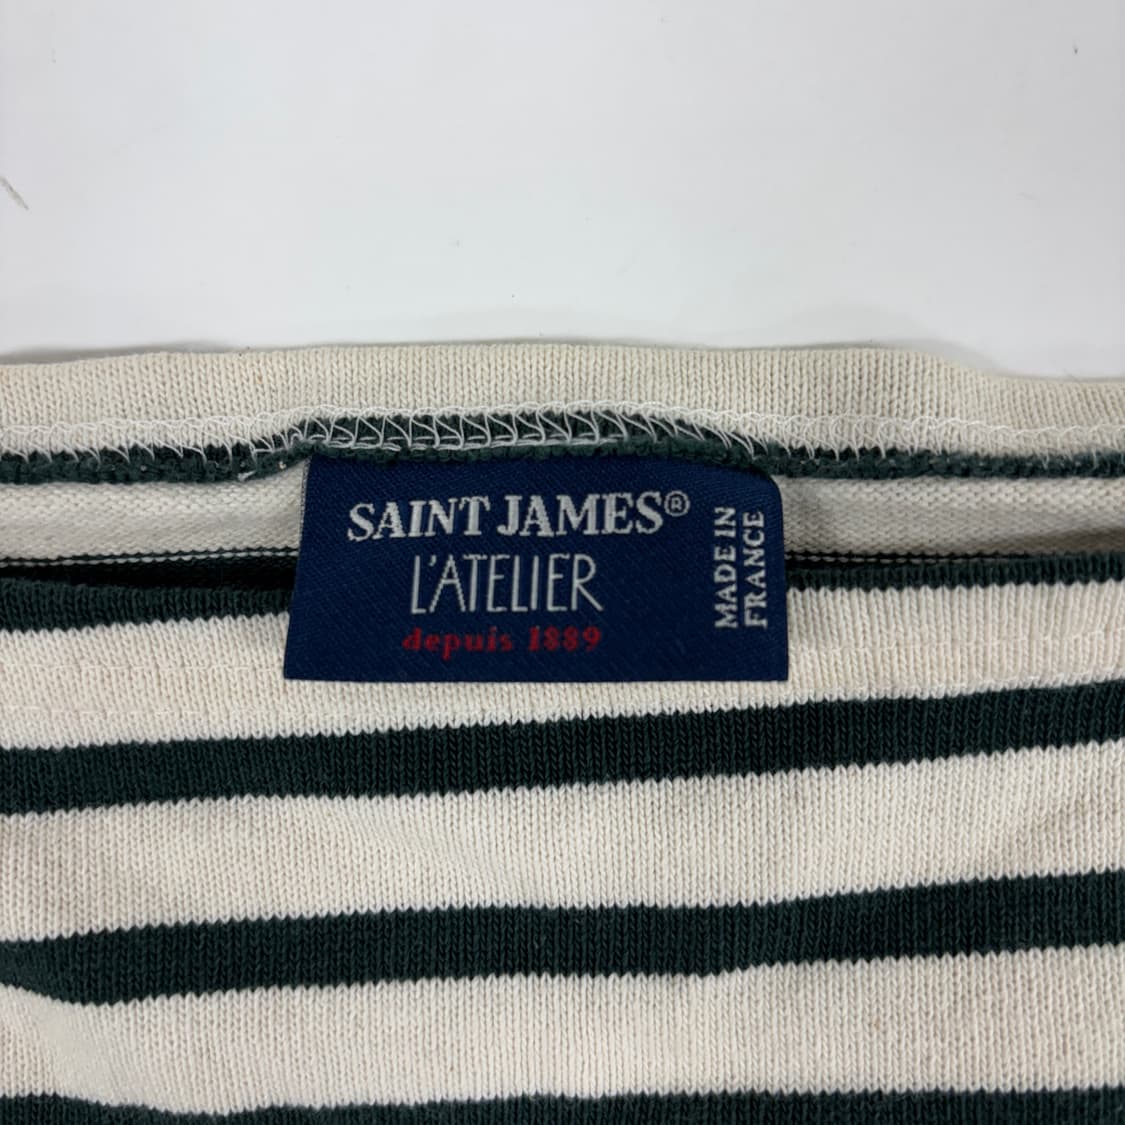 SAINT JAMES®
L'ATELIER
depuis 1889
MADE IN
FRANCE